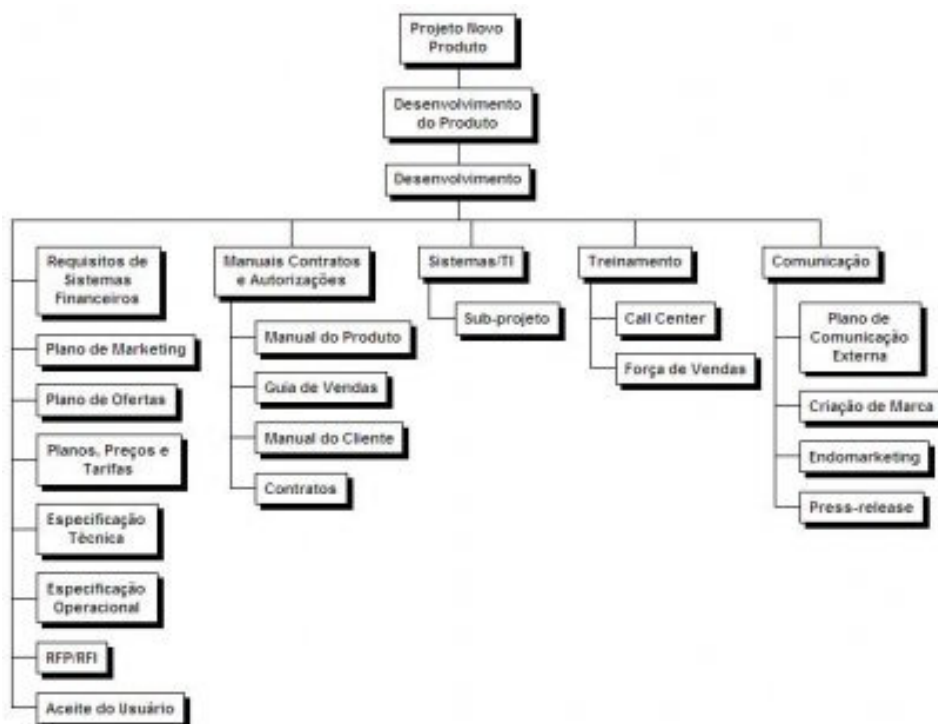 Projeto Novo
Produto
Desenvolvimento
do Produto
Desenvolvimento
Requisitos de
Sistemas
Financeiros
Plano de Marketing
Plano de Ofertas
Planos, Preços e
Tarifas
Especificação
Técnica
Especificação
Operacional
RFP/RFI
Aceite do Usuário
Manuais Contratos
e Autorizações
Manual do Produto
Guia de Vendas
Manual do Cliente
Contratos
Sistemas/TI
Sub-projeto
Treinamento
Call Center
Força de Vendas
Comunicação
Plano de
Comunicação
Externa
Criação de Marca
Endomarketing
Press-release